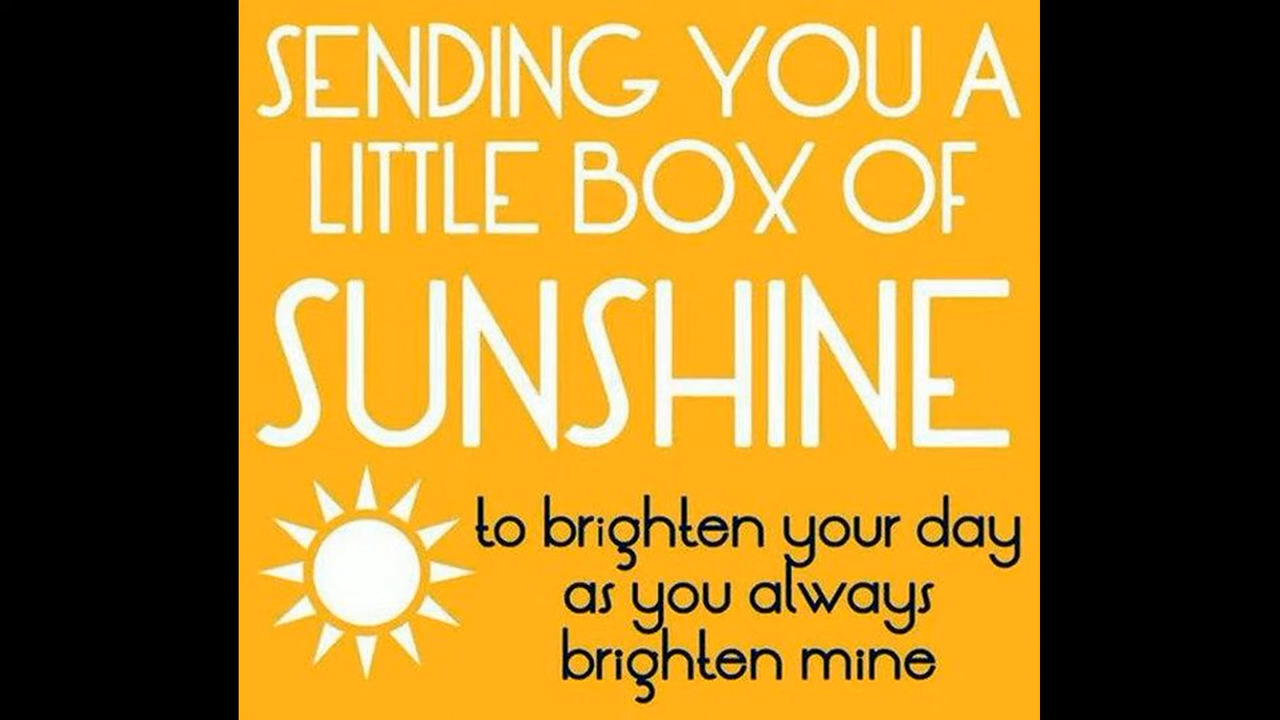 SENDING YOU A
LITTLE BOX OF
SUNSHINE
to brighten your day
as you always
brighten mine